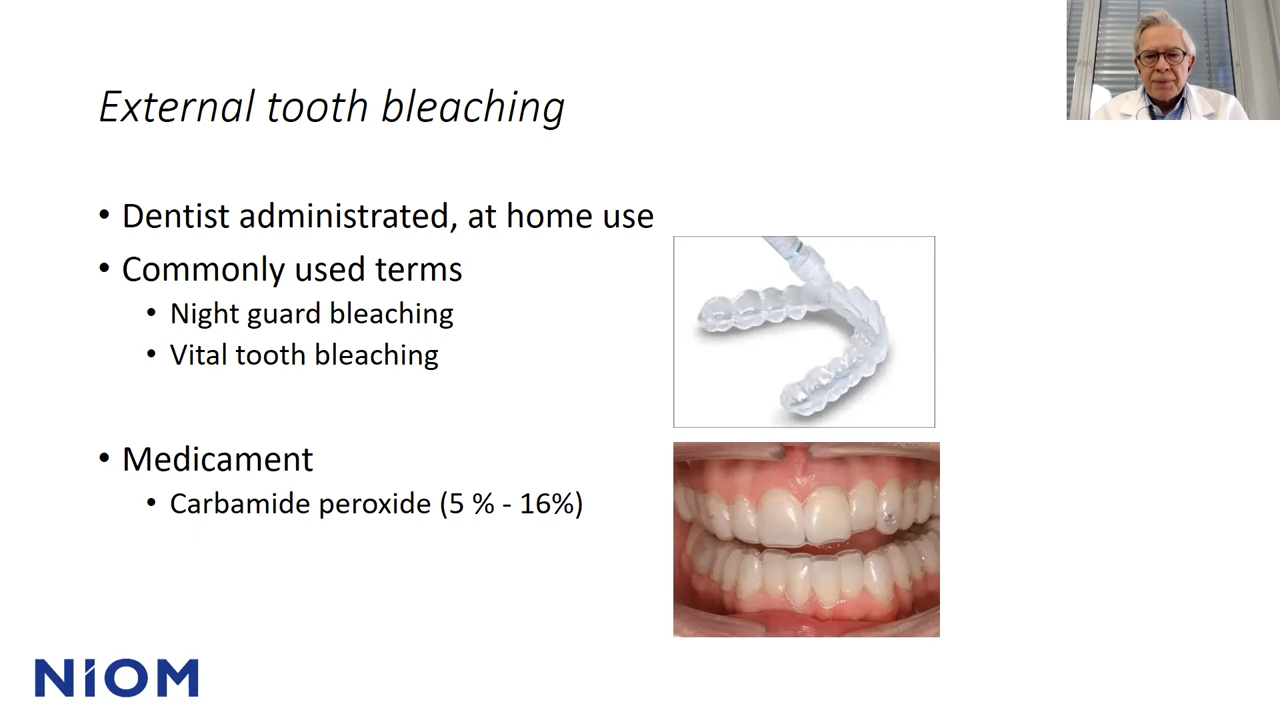 External tooth bleaching
• Dentist administrated, at home use
• Commonly used terms
• Night guard bleaching
• Vital tooth bleaching
• Medicament
• Carbamide peroxide (5 % - 16%)
NIOM